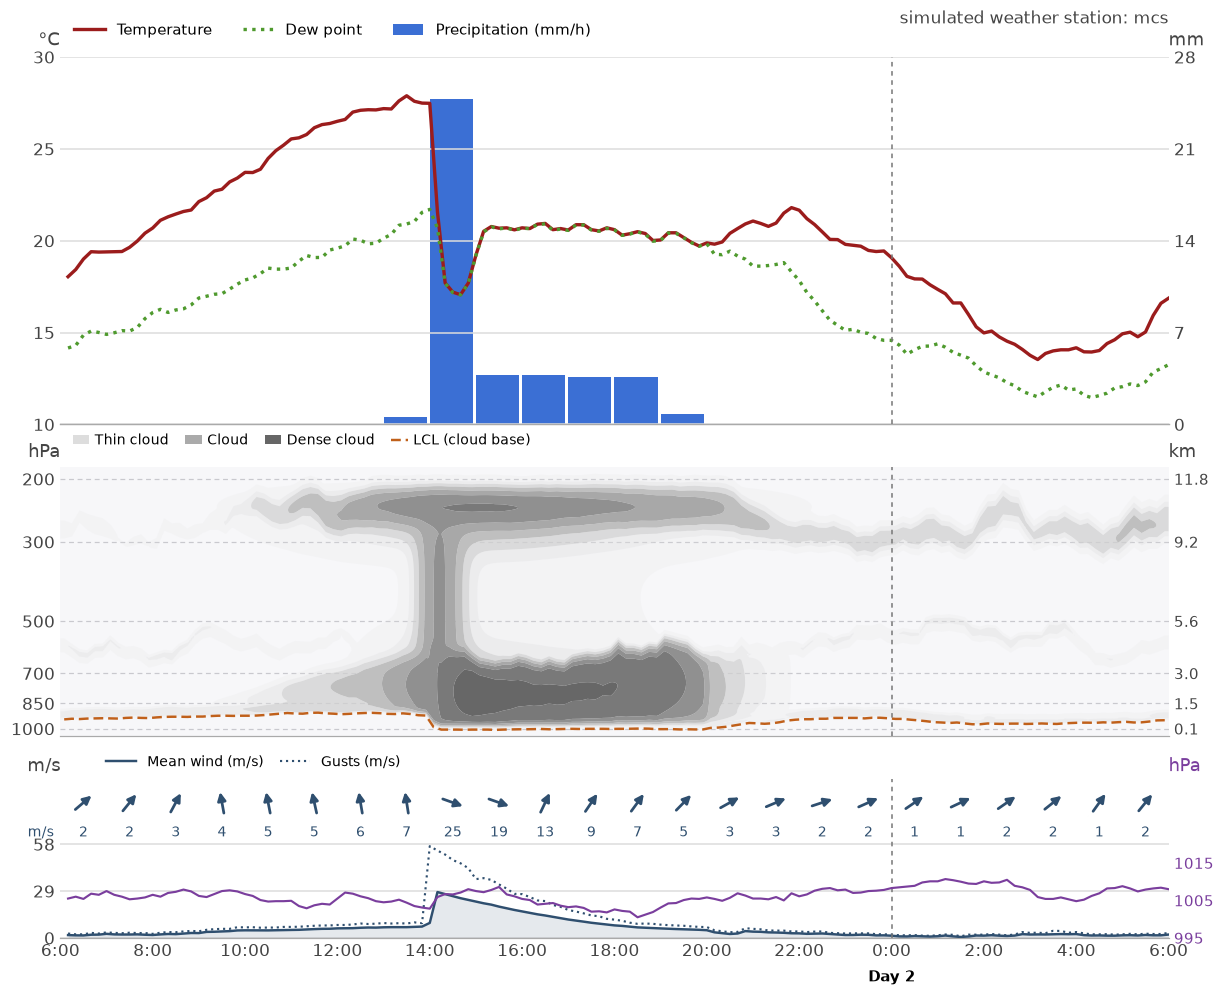 simulated weather station: mcs
Temperature Dew point Precipitation (mm/h)
°C mm
30 28
25 21
20 14
15 7
10 0
Thin cloud Cloud Dense cloud LCL (cloud base)
hPa km
200 11.8
300 9.2
500 5.6
700 3.0
850 1.5
1000 0.1
m/s Mean wind (m/s) Gusts (m/s) hPa
m/s 2 2 3 4 5 5 6 7 25 19 13 9 7 5 3 3 2 2 1 1 2 2 1 2
58 1015
29 1005
0 995
6:00 8:00 10:00 12:00 14:00 16:00 18:00 20:00 22:00 0:00 2:00 4:00 6:00
Day 2